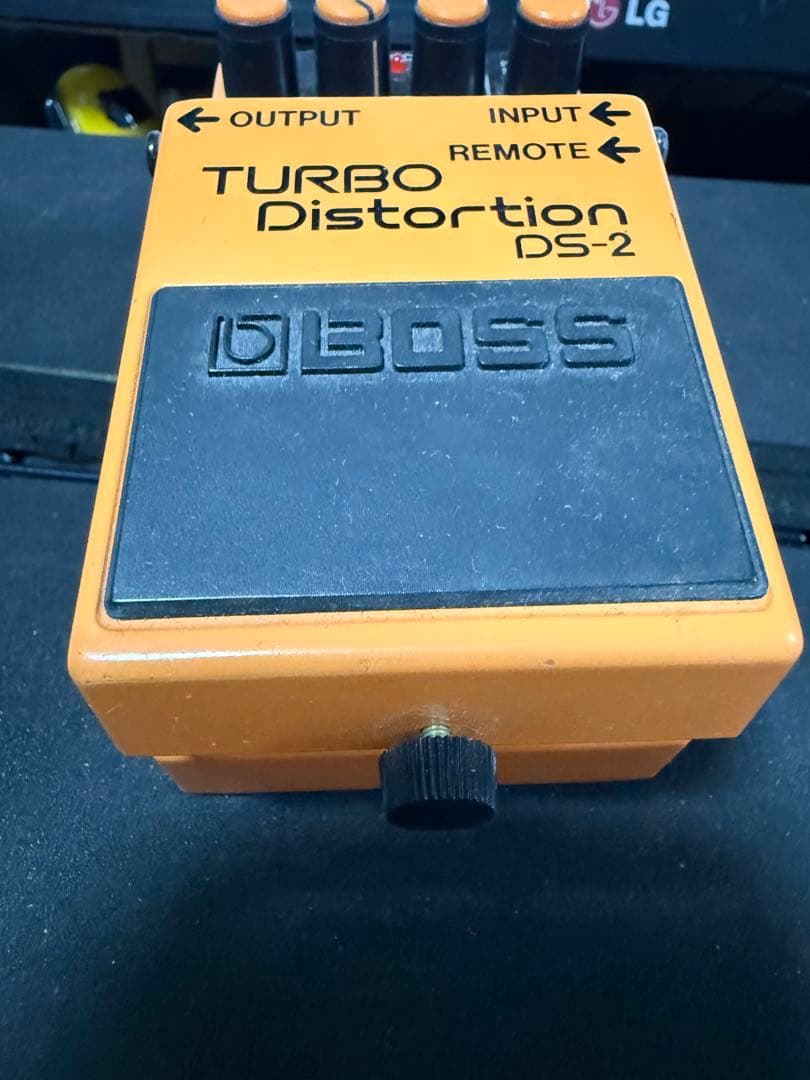 LG
← OUTPUT
INPUT ←
REMOTE ←
TURBO
Distortion
DS-2
BOSS